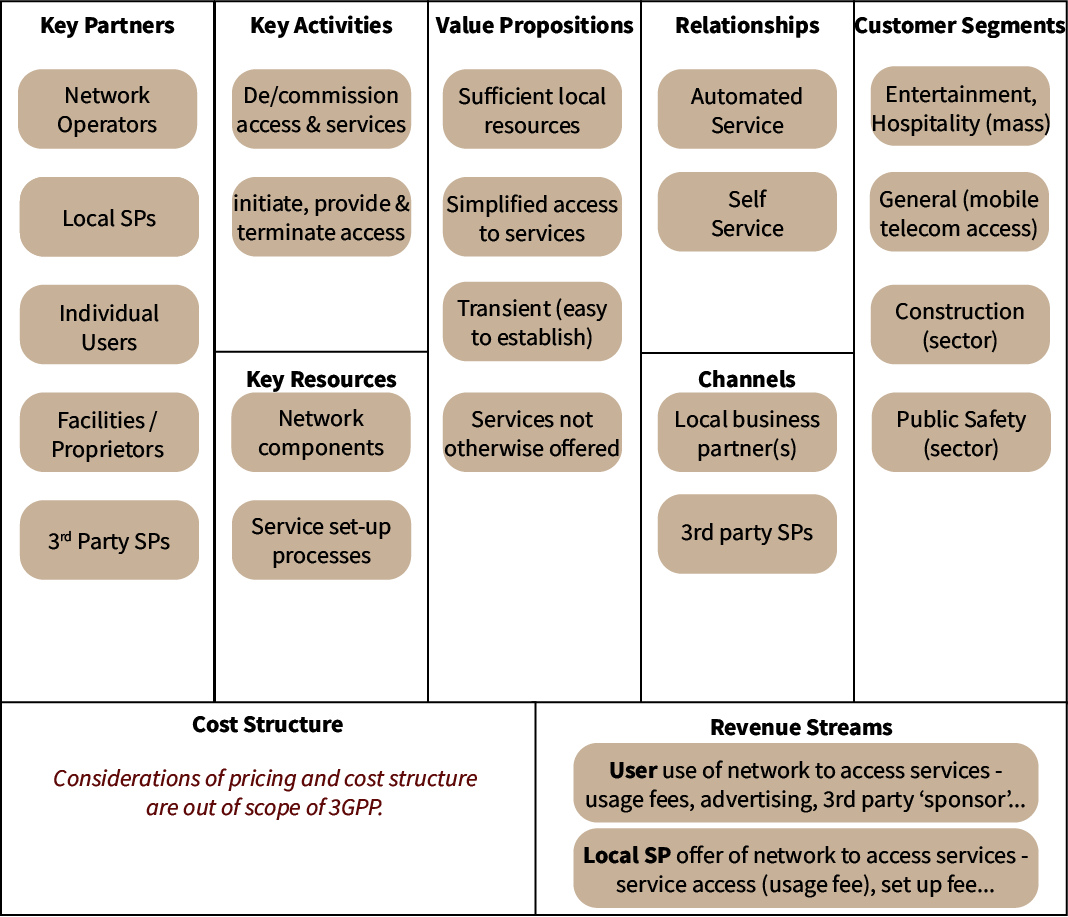 Key Partners
Network
Operators
Local SPs
Individual
Users
Facilities /
Proprietors
3rd Party SPs
Key Activities
De/commission
access & services
initiate, provide &
terminate access
Key Resources
Network
components
Service set-up
processes
Value Propositions
Sufficient local
resources
Simplified access
to services
Transient (easy
to establish)
Services not
otherwise offered
Relationships
Automated
Service
Self
Service
Channels
Local business
partner(s)
3rd party SPs
Customer Segments
Entertainment,
Hospitality (mass)
General (mobile
telecom access)
Construction
(sector)
Public Safety
(sector)
Cost Structure
Considerations of pricing and cost structure
are out of scope of 3GPP.
Revenue Streams
User use of network to access services -
usage fees, advertising, 3rd party ‘sponsor’...
Local SP offer of network to access services -
service access (usage fee), set up fee...